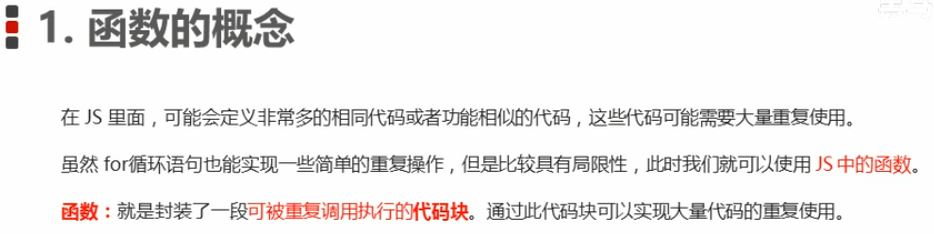 1. 函数的概念
在 JS 里面，可能会定义非常多的相同代码或者功能相似的代码，这些代码可能需要大量重复使用。
虽然 for循环语句也能实现一些简单的重复操作，但是比较具有局限性，此时我们就可以使用 JS 中的函数。
函数：就是封装了一段可被重复调用执行的代码块。通过此代码块可以实现大量代码的重复使用。